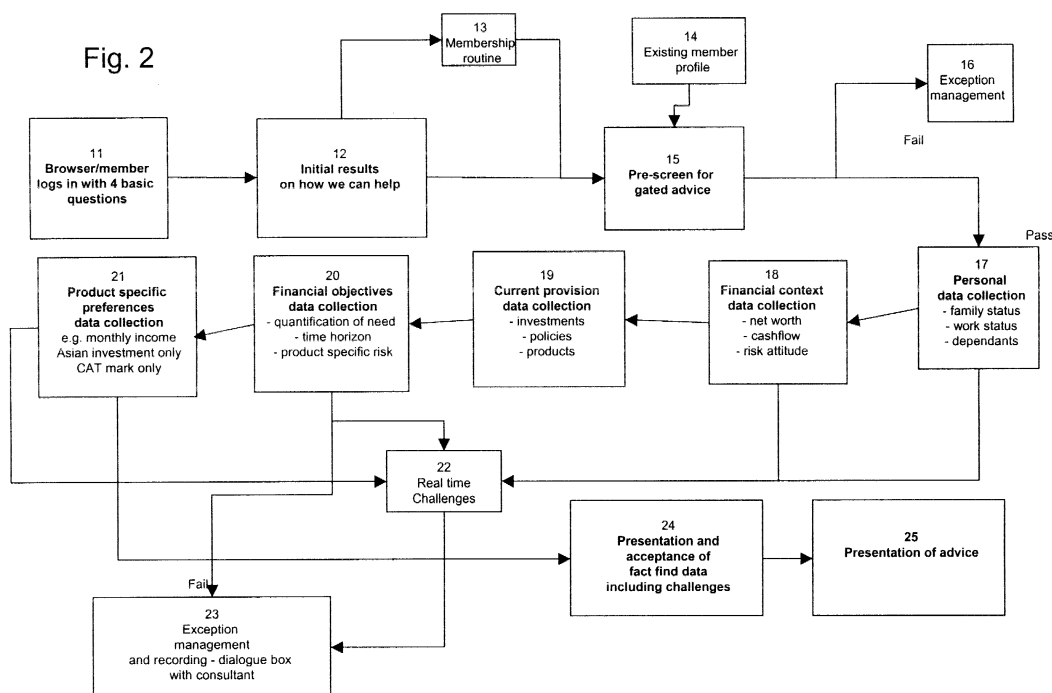 Fig. 2
13
Membership
routine
14
Existing member
profile
16
Exception
management
11
Browser/member
logs in with 4 basic
questions
12
Initial results
on how we can help
15
Pre-screen for
gated advice
Fail
Pass
21
Product specific
preferences
data collection
e.g. monthly income
Asian investment only
CAT mark only
20
Financial objectives
data collection
- quantification of need
- time horizon
- product specific risk
19
Current provision
data collection
- investments
- policies
- products
18
Financial context
data collection
- net worth
- cashflow
- risk attitude
17
Personal
data collection
- family status
- work status
- dependants
22
Real time
Challenges
24
Presentation and
acceptance of
fact find data
including challenges
25
Presentation of advice
Fail
23
Exception
management
and recording - dialogue box
with consultant